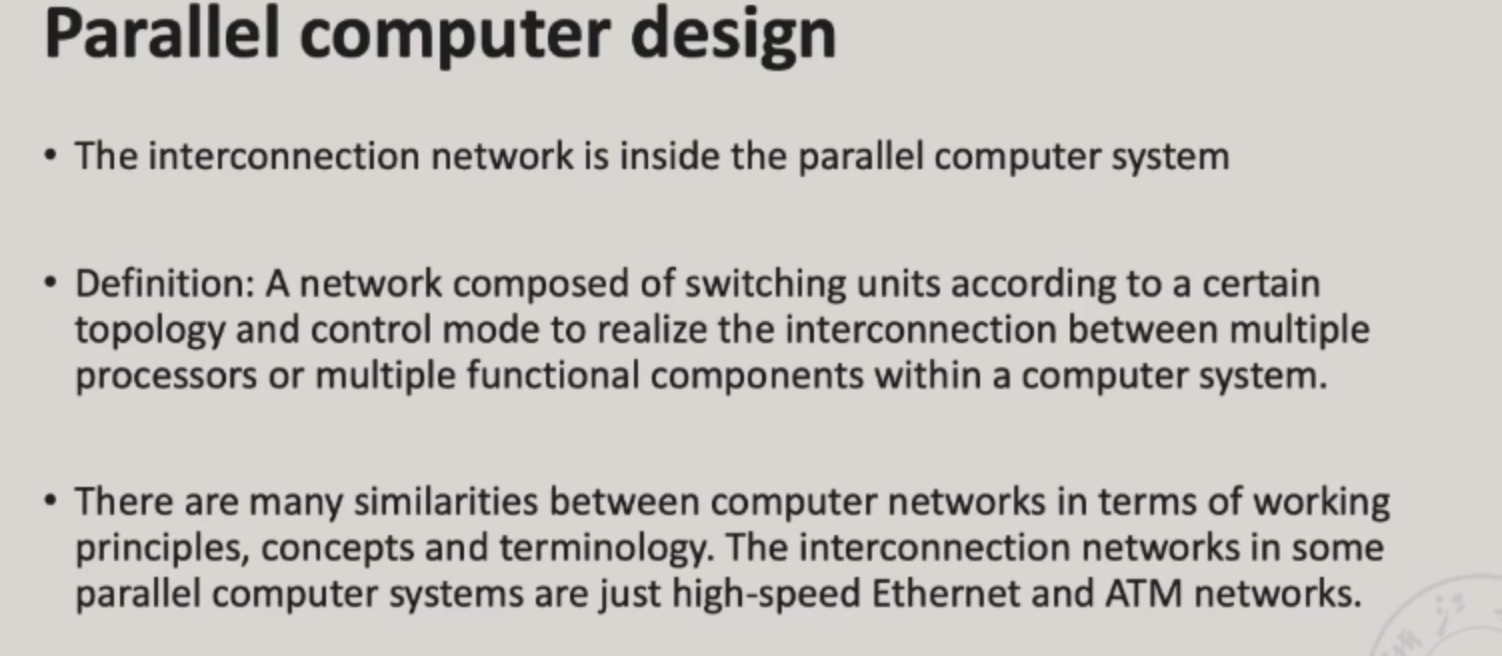 Parallel computer design
• The interconnection network is inside the parallel computer system
• Definition: A network composed of switching units according to a certain
topology and control mode to realize the interconnection between multiple
processors or multiple functional components within a computer system.
• There are many similarities between computer networks in terms of working
principles, concepts and terminology. The interconnection networks in some
parallel computer systems are just high-speed Ethernet and ATM networks.